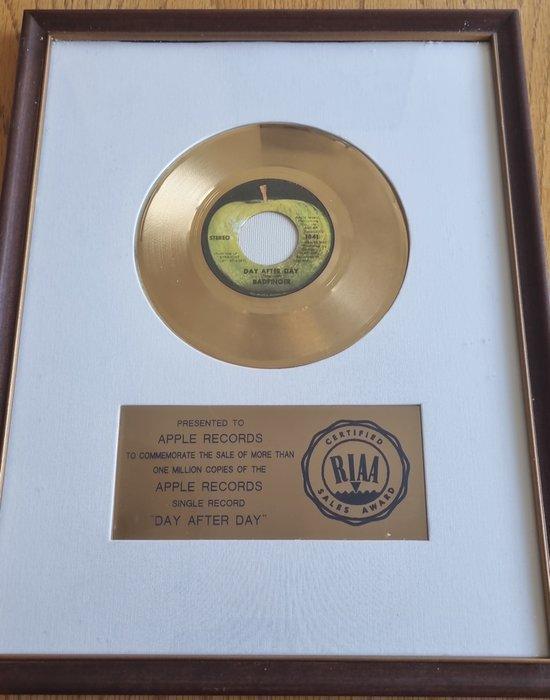 STEREO
1841
DAY AFTER DAY
BADFINGER
PRESENTED TO
APPLE RECORDS
TO COMMEMORATE THE SALE OF MORE THAN
ONE MILLION COPIES OF THE
APPLE RECORDS
SINGLE RECORD
"DAY AFTER DAY"
CERTIFIED
RIAA
SALES AWARD